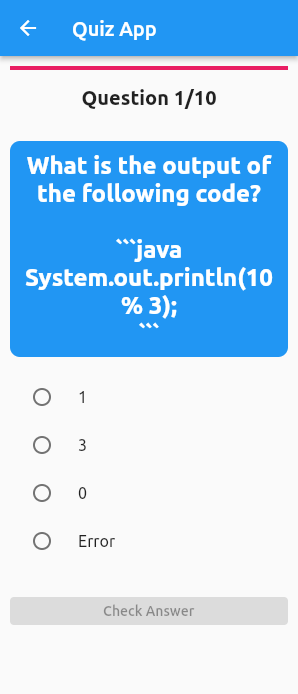 Quiz App
Question 1/10
What is the output of
the following code?
```java
System.out.println(10
% 3);
```
1
3
0
Error
Check Answer